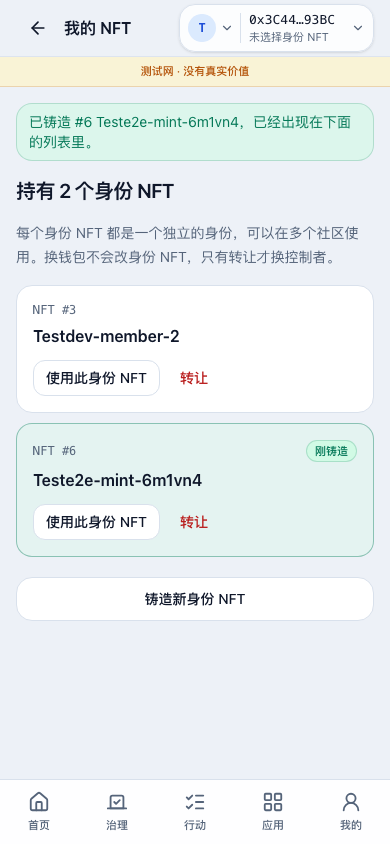 我的 NFT
T
0x3C44…93BC
未选择身份 NFT
测试网 · 没有真实价值
已铸造 #6 Teste2e-mint-6m1vn4，已经出现在下面
的列表里。
持有 2 个身份 NFT
每个身份 NFT 都是一个独立的身份，可以在多个社区使
用。换钱包不会改身份 NFT，只有转让才换控制者。
NFT #3
Testdev-member-2
使用此身份 NFT
转让
NFT #6
刚铸造
Teste2e-mint-6m1vn4
使用此身份 NFT
转让
铸造新身份 NFT
首页
治理
行动
应用
我的